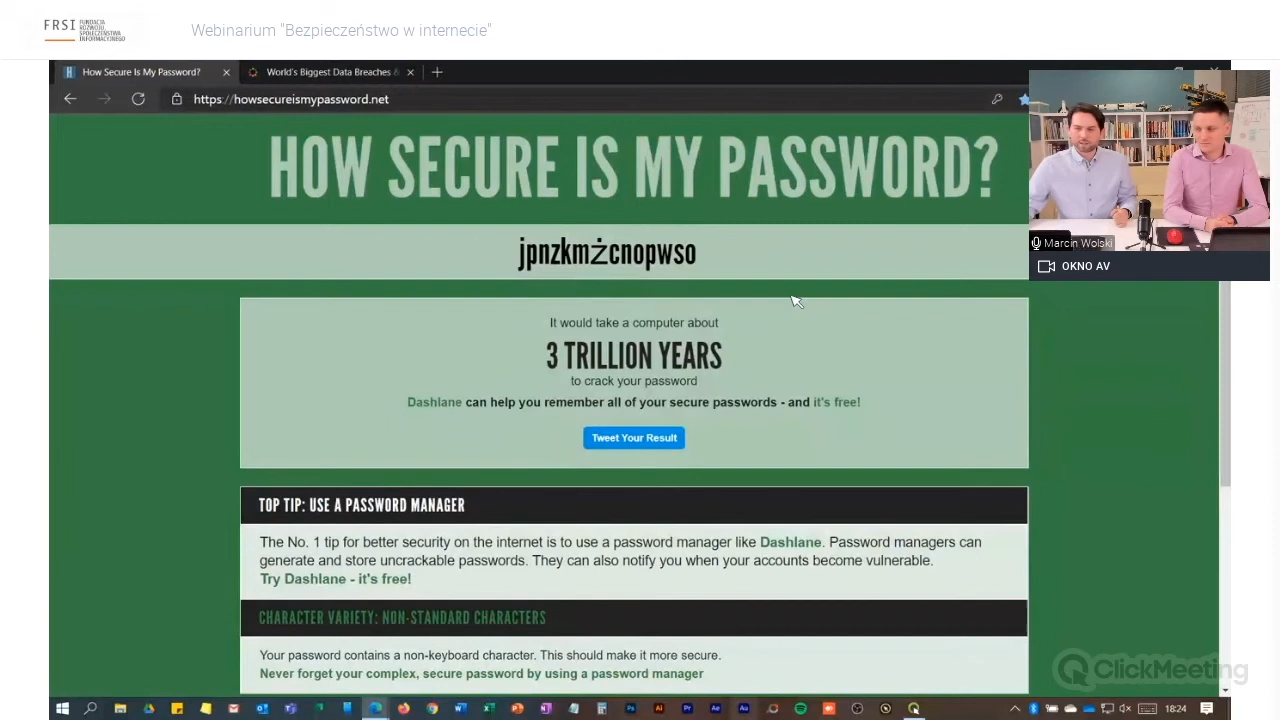 FRSI
FUNDACJA
ROZWOJU
SPOŁECZEŃSTWA
INFORMACYJNEGO
Webinarium "Bezpieczeństwo w internecie"
How Secure Is My Password?
World's Biggest Data Breaches &
https://howsecureismypassword.net
HOW SECURE IS MY PASSWORD?
jpnzkmżcnopwso
Marcin Wolski
OKNO AV
It would take a computer about
3 TRILLION YEARS
to crack your password
Dashlane can help you remember all of your secure passwords - and it's free!
Tweet Your Result
TOP TIP: USE A PASSWORD MANAGER
The No. 1 tip for better security on the internet is to use a password manager like Dashlane. Password managers can
generate and store uncrackable passwords. They can also notify you when your accounts become vulnerable.
Try Dashlane - it's free!
CHARACTER VARIETY: NON-STANDARD CHARACTERS
Your password contains a non-keyboard character. This should make it more secure.
Never forget your complex, secure password by using a password manager
ClickMeeting
18:24